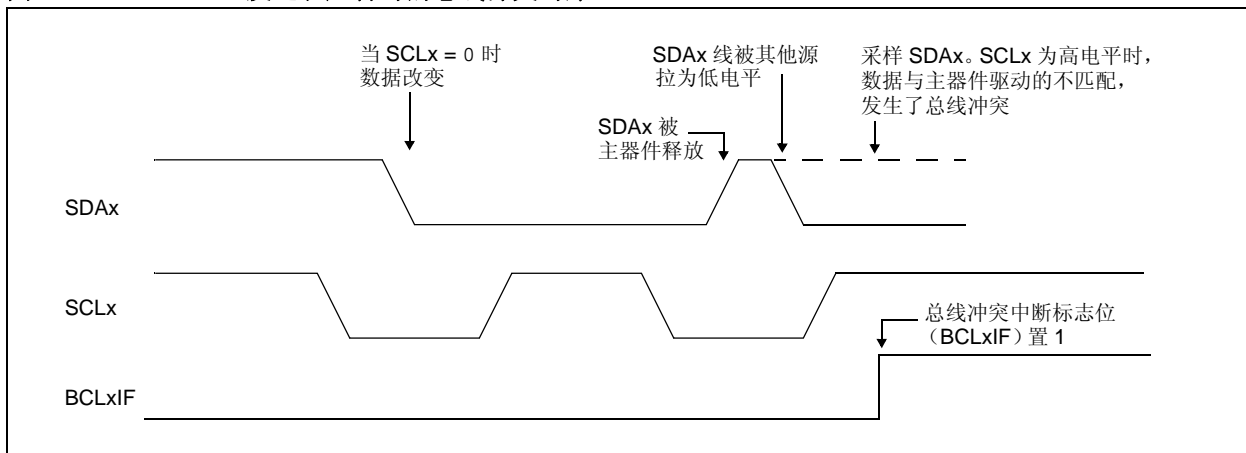 当 SCLx = 0 时
数据改变
SDAx 线被其他源
拉为低电平
采样 SDAx。SCLx 为高电平时，
数据与主器件驱动的不匹配，
发生了总线冲突
SDAx 被
主器件释放
SDAx
SCLx
总线冲突中断标志位
（BCLxIF）置 1
BCLxIF